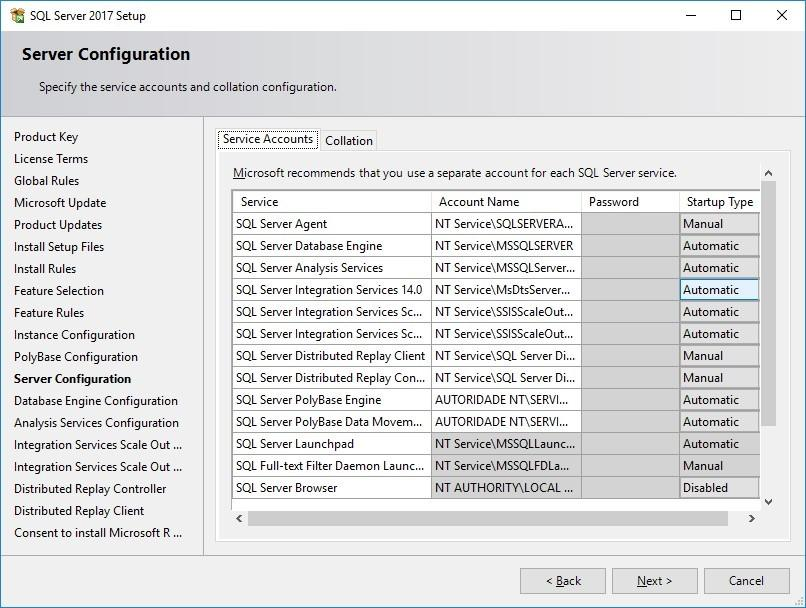 SQL Server 2017 Setup
Server Configuration
Specify the service accounts and collation configuration.
Product Key
License Terms
Global Rules
Microsoft Update
Product Updates
Install Setup Files
Install Rules
Feature Selection
Feature Rules
Instance Configuration
PolyBase Configuration
Server Configuration
Database Engine Configuration
Analysis Services Configuration
Integration Services Scale Out ...
Integration Services Scale Out ...
Distributed Replay Controller
Distributed Replay Client
Consent to install Microsoft R ...
Service Accounts Collation
Microsoft recommends that you use a separate account for each SQL Server service.
Service Account Name Password Startup Type
SQL Server Agent NT Service\SQLSERVERA... Manual
SQL Server Database Engine NT Service\MSSQLSERVER Automatic
SQL Server Analysis Services NT Service\MSSQLServer... Automatic
SQL Server Integration Services 14.0 NT Service\MsDtsServer... Automatic
SQL Server Integration Services Sc... NT Service\SSISScaleOut... Automatic
SQL Server Integration Services Sc... NT Service\SSISScaleOut... Automatic
SQL Server Distributed Replay Client NT Service\SQL Server Di... Manual
SQL Server Distributed Replay Con... NT Service\SQL Server Di... Manual
SQL Server PolyBase Engine AUTORIDADE NT\SERVI... Automatic
SQL Server PolyBase Data Movem... AUTORIDADE NT\SERVI... Automatic
SQL Server Launchpad NT Service\MSSQLLaunc... Automatic
SQL Full-text Filter Daemon Launc... NT Service\MSSQLFDLa... Manual
SQL Server Browser NT AUTHORITY\LOCAL ... Disabled
< Back Next > Cancel